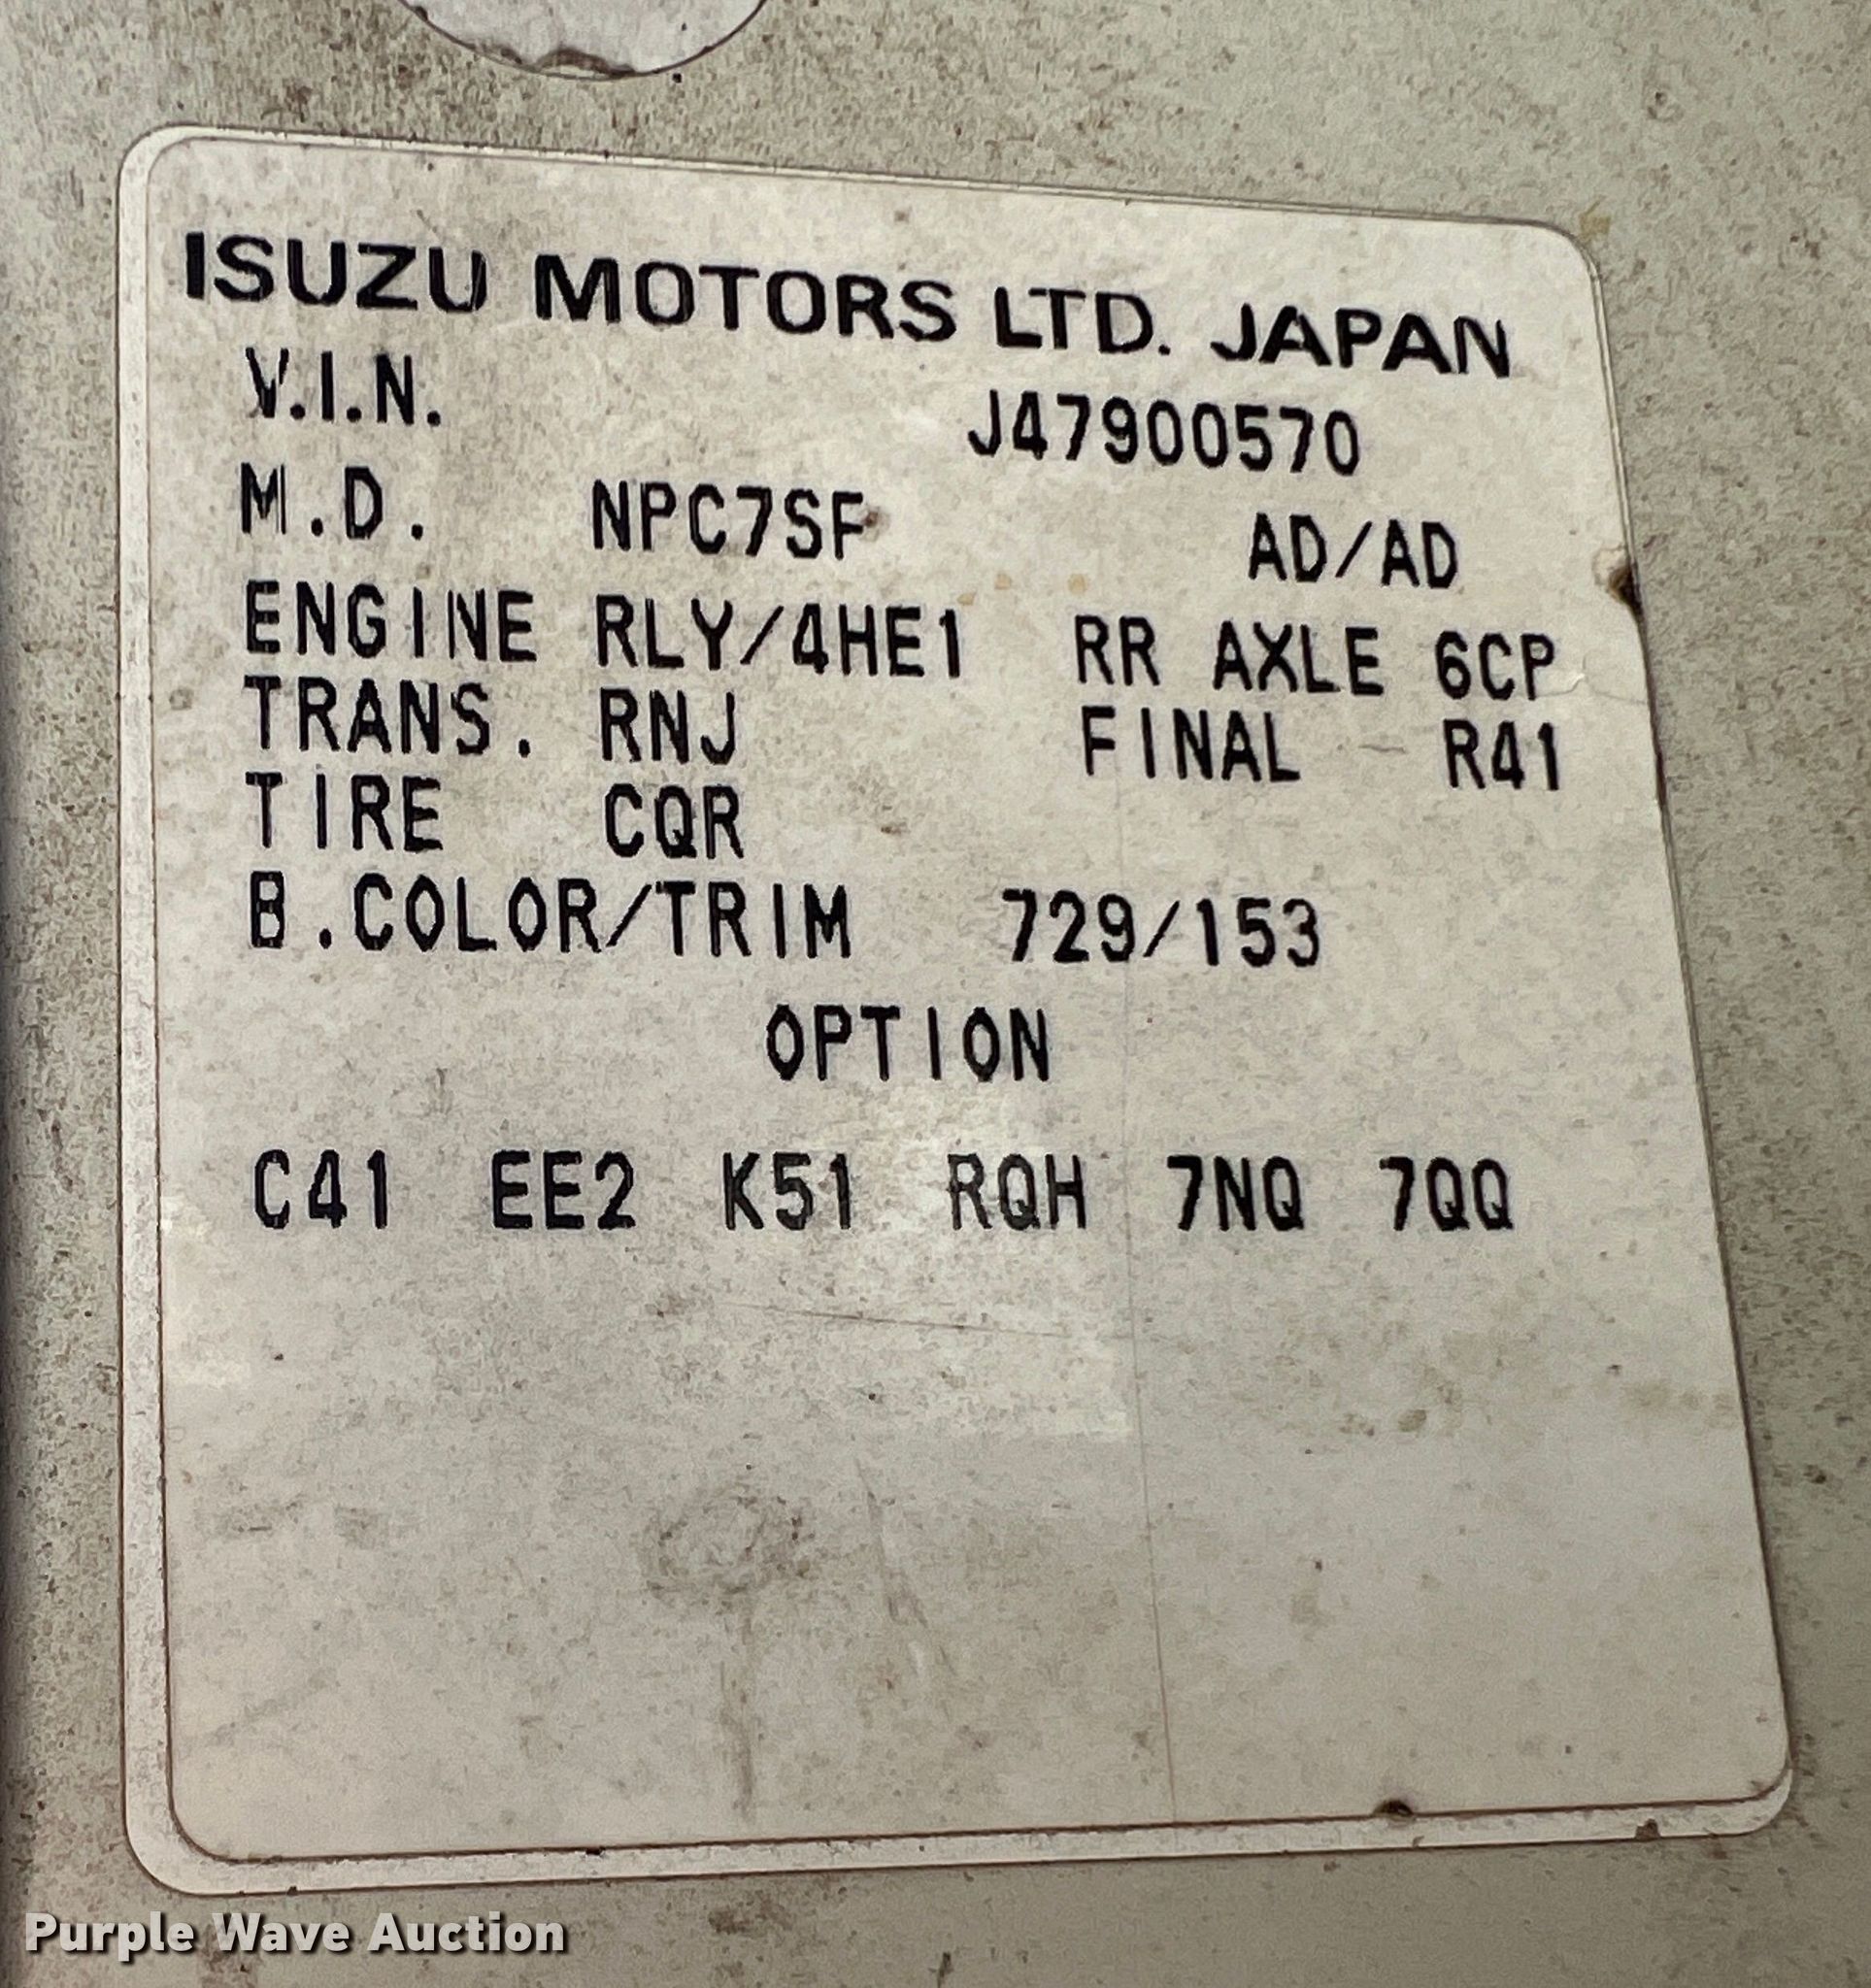 ISUZU MOTORS LTD. JAPAN
V.I.N. J47900570
M.D. NPC7SF AD/AD
ENGINE RLY/4HE1 RR AXLE 6CP
TRANS. RNJ FINAL R41
TIRE CQR
B.COLOR/TRIM 729/153
OPTION
C41 EE2 K51 RQH 7NQ 7QQ
Purple Wave Auction